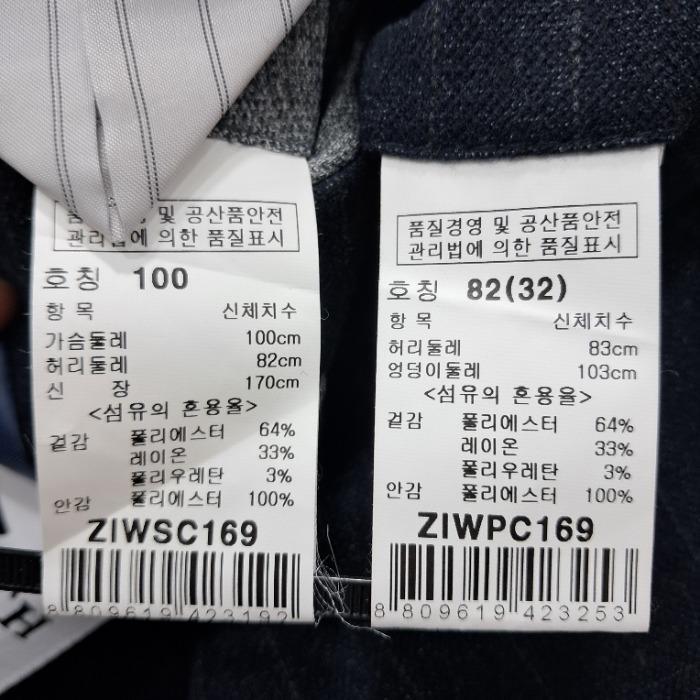 품질경영 및 공산품안전
관리법에 의한 품질표시
호칭 100
항 목 신체치수
가슴둘레 100cm
허리둘레 82cm
신 장 170cm
<섬유의 혼용율>
겉감 폴리에스터 64%
레이온 33%
폴리우레탄 3%
안감 폴리에스터 100%
ZIWSC169
8 809619 423192
품질경영 및 공산품안전
관리법에 의한 품질표시
호칭 82(32)
항 목 신체치수
허리둘레 83cm
엉덩이둘레 103cm
<섬유의 혼용율>
겉감 폴리에스터 64%
레이온 33%
폴리우레탄 3%
안감 폴리에스터 100%
ZIWPC169
8 809619 423253
H